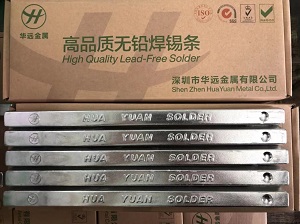 华远金属
高品质无铅焊锡条
High Quality Lead-Free Solder
深圳市华远金属有限公司
Shen Zhen HuaYuan Metal Co.,Ltd.
HUA YUAN SOLDER
HUA YUAN SOLDER
HUA YUAN SOLDER
HUA YUAN SOLDER
HUA YUAN SOLDER